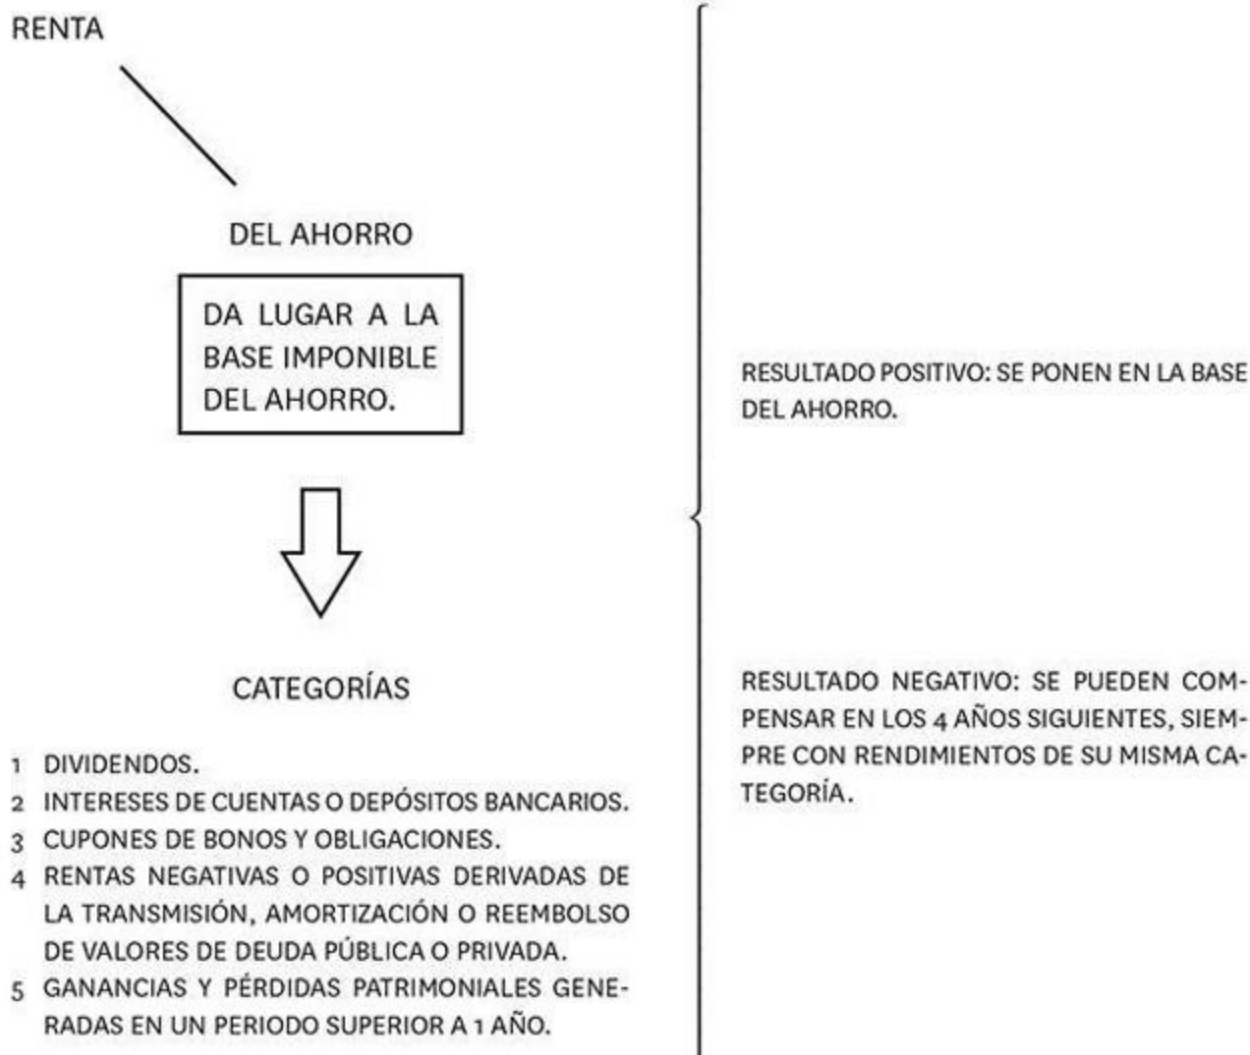 RENTA
DEL AHORRO
DA LUGAR A LA
BASE IMPONIBLE
DEL AHORRO.
CATEGORÍAS
1 DIVIDENDOS.
2 INTERESES DE CUENTAS O DEPÓSITOS BANCARIOS.
3 CUPONES DE BONOS Y OBLIGACIONES.
4 RENTAS NEGATIVAS O POSITIVAS DERIVADAS DE
LA TRANSMISIÓN, AMORTIZACIÓN O REEMBOLSO
DE VALORES DE DEUDA PÚBLICA O PRIVADA.
5 GANANCIAS Y PÉRDIDAS PATRIMONIALES GENE-
RADAS EN UN PERIODO SUPERIOR A 1 AÑO.
RESULTADO POSITIVO: SE PONEN EN LA BASE
DEL AHORRO.
RESULTADO NEGATIVO: SE PUEDEN COM-
PENSAR EN LOS 4 AÑOS SIGUIENTES, SIEM-
PRE CON RENDIMIENTOS DE SU MISMA CA-
TEGORÍA.